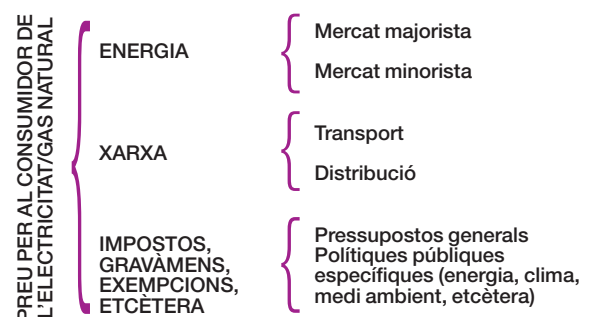 PREU PER AL CONSUMIDOR DE
L'ELECTRICITAT/GAS NATURAL
ENERGIA
Mercat majorista
Mercat minorista
XARXA
Transport
Distribució
IMPOSTOS,
GRAVÀMENS,
EXEMPCIONS,
ETCÈTERA
Pressupostos generals
Polítiques públiques
específiques (energia, clima,
medi ambient, etcètera)